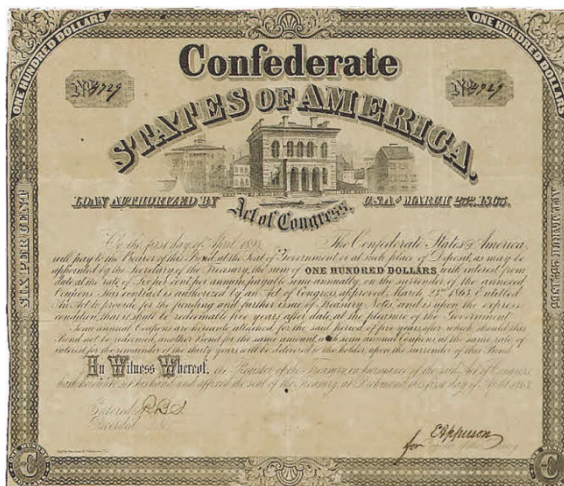 ONE HUNDRED DOLLARS
ONE HUNDRED DOLLARS
Confederate
No 3729
No 3729
STATES OF AMERICA.
LOAN AUTHORIZED BY
Act of Congress,
C.S.A. OF MARCH 23rd. 1863.
SIX PER CENT
On the first day of April, 1893, The Confederate States of America
will pay to the Bearer of this Bond, at the Seat of Government or at such place of Deposit, as may be
appointed by the Secretary of the Treasury, the sum of ONE HUNDRED DOLLARS with interest from
date at the rate of Six per cent per annum, payable semi annually, on the surrender of the annexed
Coupons. This contract is authorized by an Act of Congress approved March 23rd 1863, entitled
"An Act to provide for the funding and further issue of Treasury Notes" and is upon the express
condition, that it shall be redeemable five years after date, at the pleasure of the Government.
Semi annual Coupons are hereunto attached for the said period of five years after which should this
Bond not be redeemed, another Bond for the same amount with semi annual Coupons at the same rate of
interest for the remainder of the thirty years will be delivered to the holder, upon the surrender of this Bond.
In Witness Whereof, the Register of the Treasury, in pursuance of the said Act of Congress
hath hereunto set his hand and affixed the seal of the Treasury, at Richmond, this first day of April 1863.
Entered
Recorded
for
C
C